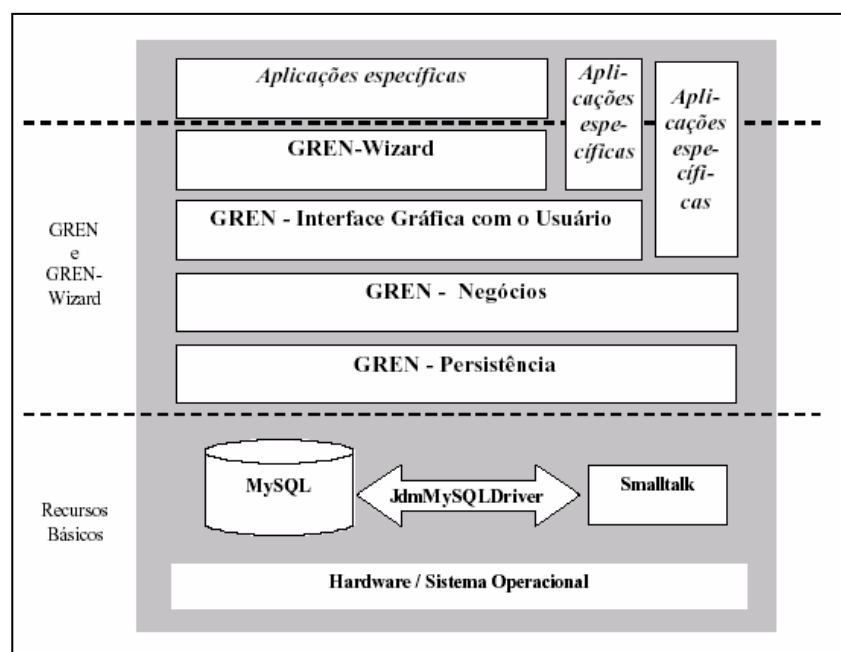 Aplicações específicas
Apli-
cações
espe-
cíficas
Apli-
cações
espe-
cífi-
cas
GREN-Wizard
GREN - Interface Gráfica com o Usuário
GREN
e
GREN-
Wizard
GREN - Negócios
GREN - Persistência
MySQL
JdmMySQLDriver
Smalltalk
Recursos
Básicos
Hardware / Sistema Operacional